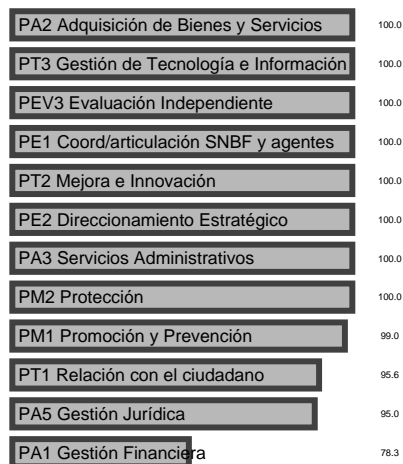 PA2 Adquisición de Bienes y Servicios 100.0
PT3 Gestión de Tecnología e Información 100.0
PEV3 Evaluación Independiente 100.0
PE1 Coord/articulación SNBF y agentes 100.0
PT2 Mejora e Innovación 100.0
PE2 Direccionamiento Estratégico 100.0
PA3 Servicios Administrativos 100.0
PM2 Protección 100.0
PM1 Promoción y Prevención 99.0
PT1 Relación con el ciudadano 95.6
PA5 Gestión Jurídica 95.0
PA1 Gestión Financiera 78.3